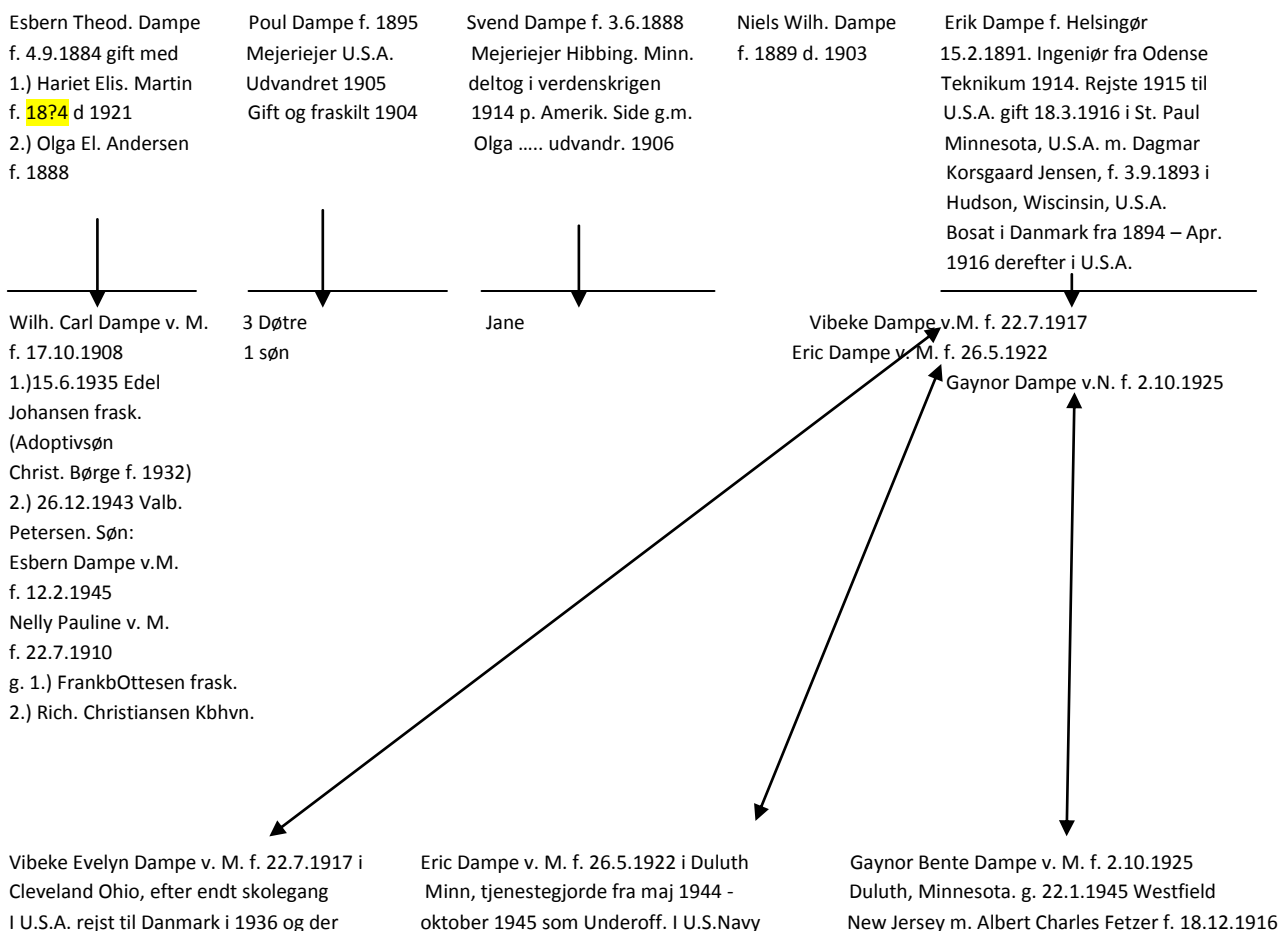 Esbern Theod. Dampe
f. 4.9.1884 gift med
1.) Hariet Elis. Martin
f. 18?4 d 1921
2.) Olga El. Andersen
f. 1888
Poul Dampe f. 1895
Mejeriejer U.S.A.
Udvandret 1905
Gift og fraskilt 1904
Svend Dampe f. 3.6.1888
Mejeriejer Hibbing. Minn.
deltog i verdenskrigen
1914 p. Amerik. Side g.m.
Olga ….. udvandr. 1906
Niels Wilh. Dampe
f. 1889 d. 1903
Erik Dampe f. Helsingør
15.2.1891. Ingeniør fra Odense
Teknikum 1914. Rejste 1915 til
U.S.A. gift 18.3.1916 i St. Paul
Minnesota, U.S.A. m. Dagmar
Korsgaard Jensen, f. 3.9.1893 i
Hudson, Wiscinsin, U.S.A.
Bosat i Danmark fra 1894 – Apr.
1916 derefter i U.S.A.
Wilh. Carl Dampe v. M.
f. 17.10.1908
1.)15.6.1935 Edel
Johansen frask.
(Adoptivsøn
Christ. Børge f. 1932)
2.) 26.12.1943 Valb.
Petersen. Søn:
Esbern Dampe v.M.
f. 12.2.1945
Nelly Pauline v. M.
f. 22.7.1910
g. 1.) FrankbOttesen frask.
2.) Rich. Christiansen Kbhvn.
3 Døtre
1 søn
Jane
Vibeke Dampe v.M. f. 22.7.1917
Eric Dampe v. M. f. 26.5.1922
Gaynor Dampe v.N. f. 2.10.1925
Vibeke Evelyn Dampe v. M. f. 22.7.1917 i
Cleveland Ohio, efter endt skolegang
I U.S.A. rejst til Danmark i 1936 og der
Eric Dampe v. M. f. 26.5.1922 i Duluth
Minn, tjenestegjorde fra maj 1944 -
oktober 1945 som Underoff. I U.S.Navy
Gaynor Bente Dampe v. M. f. 2.10.1925
Duluth, Minnesota. g. 22.1.1945 Westfield
New Jersey m. Albert Charles Fetzer f. 18.12.1916